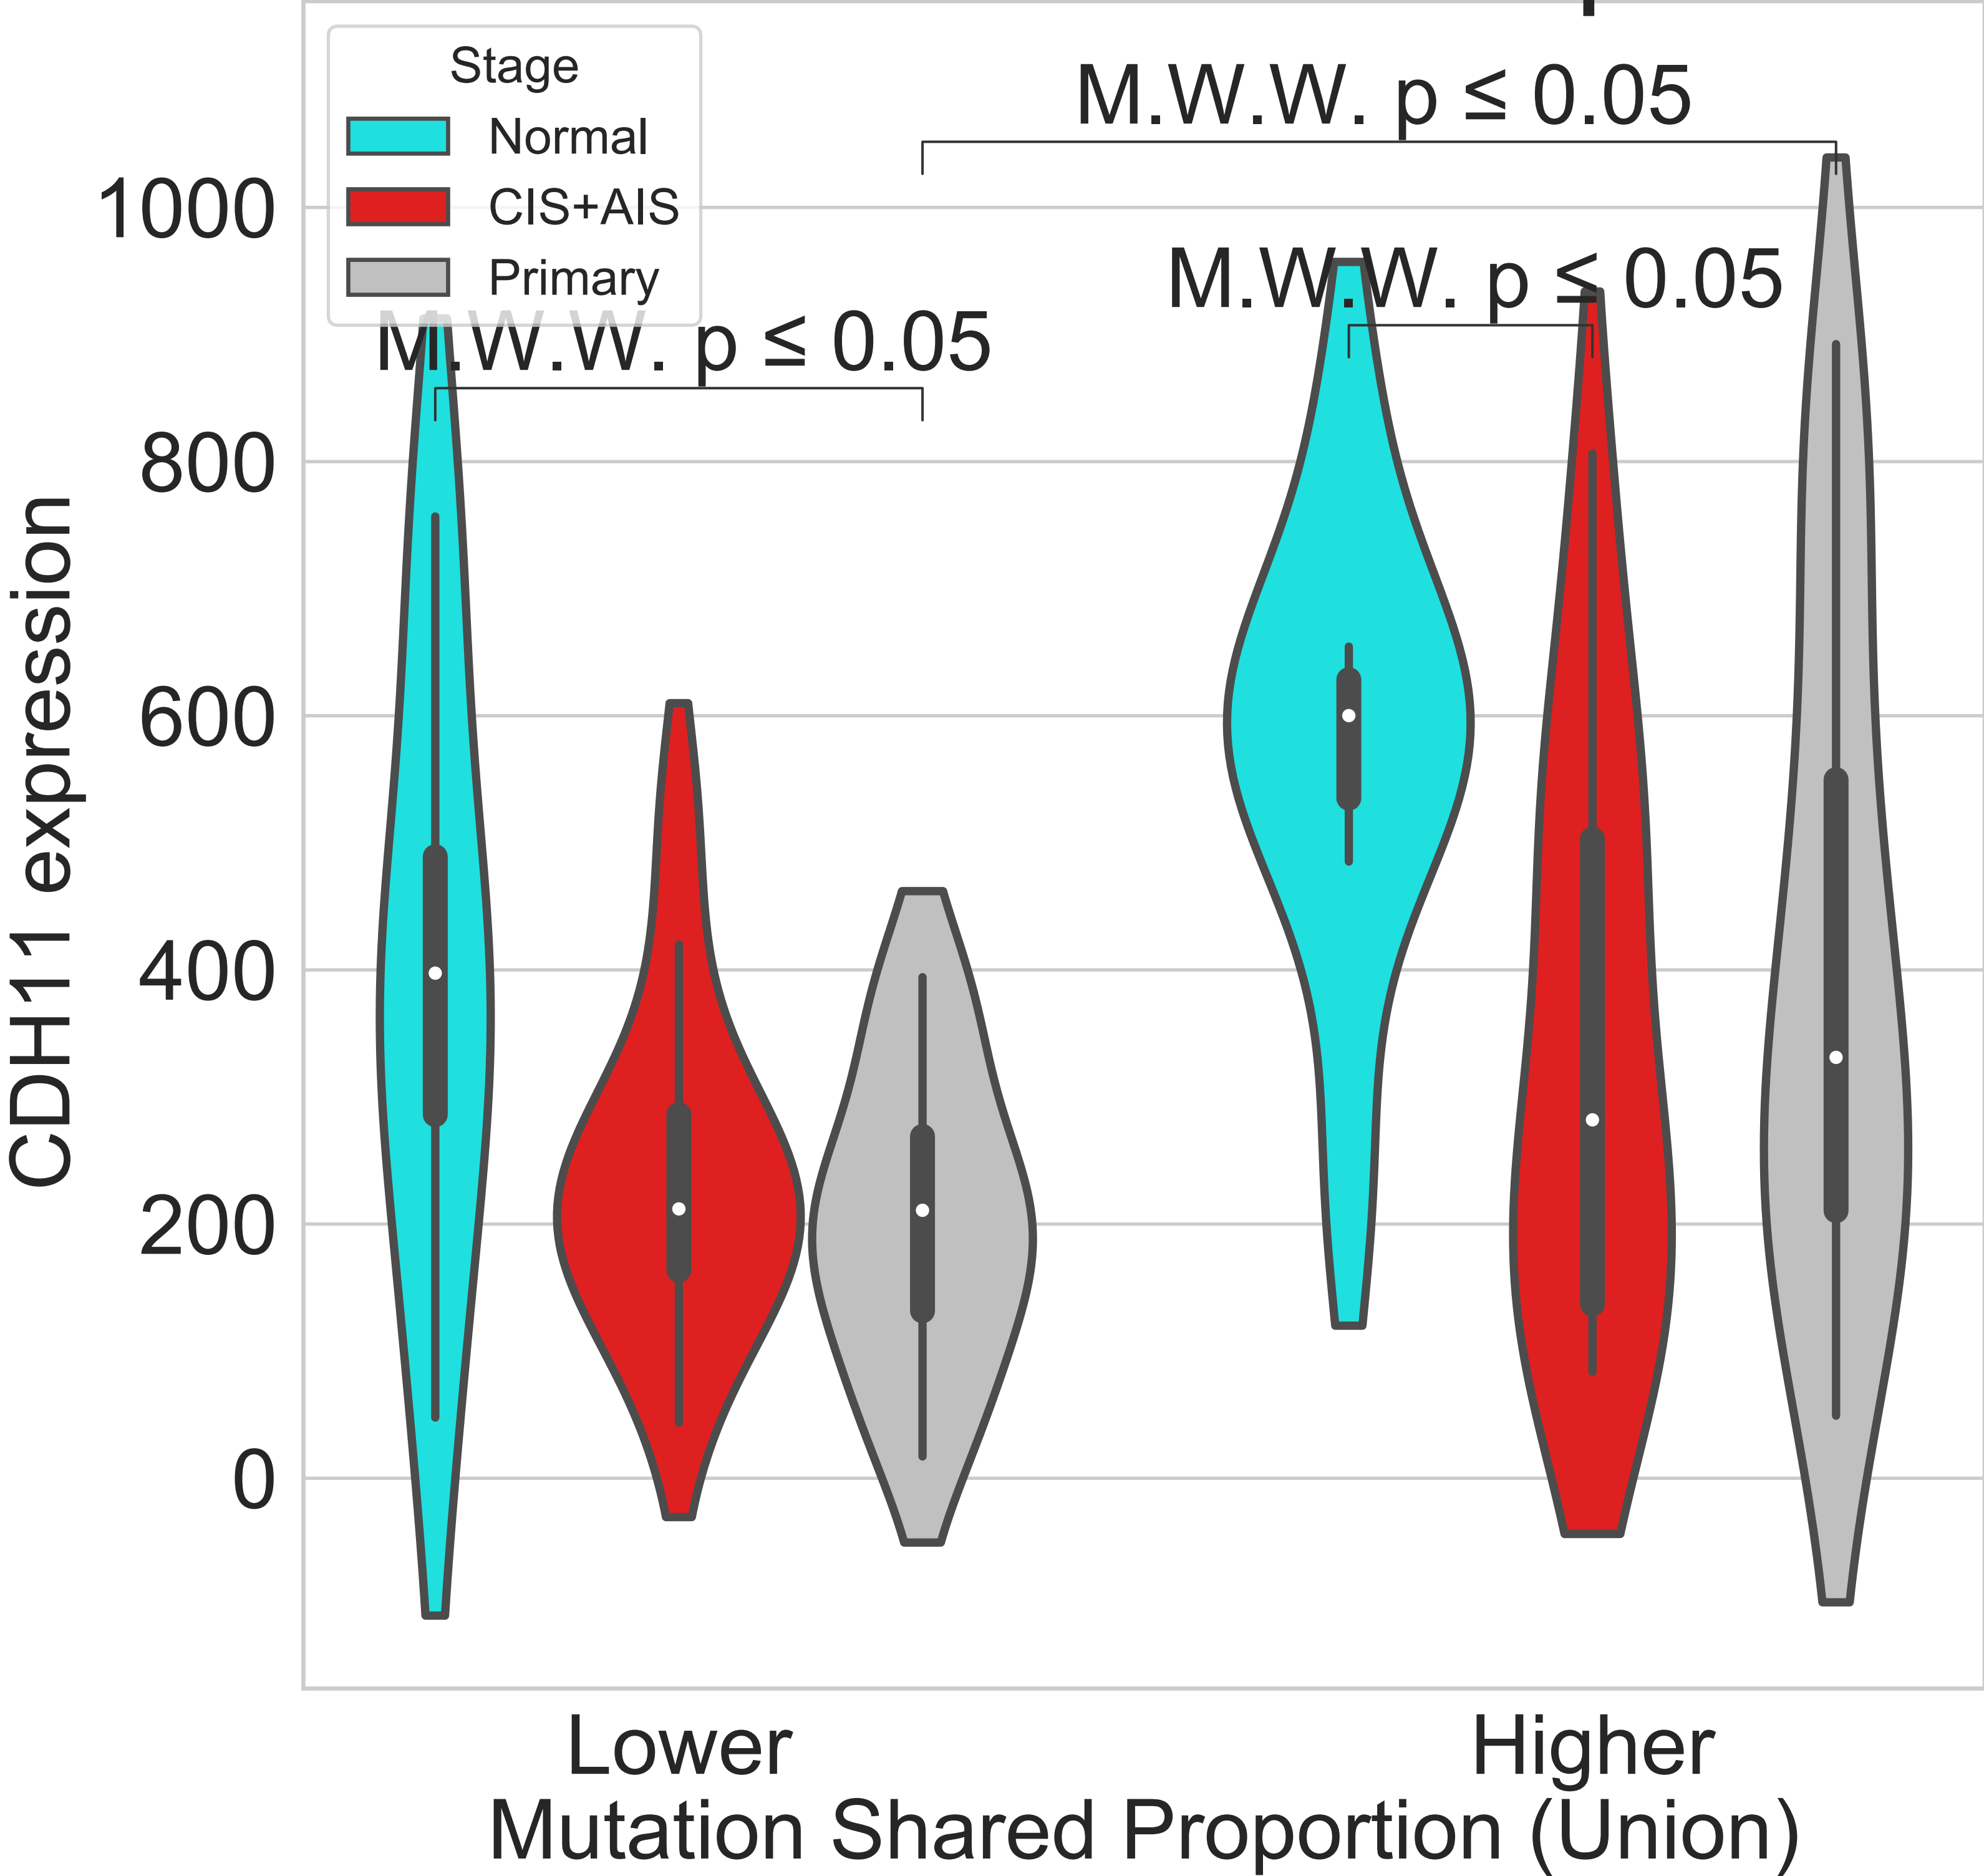 Stage
Normal
CIS+AIS
Primary
M.W.W. p ≤ 0.05
M.W.W. p ≤ 0.05
M.W.W. p ≤ 0.05
1000
800
600
400
200
0
CDH11 expression
Lower
Higher
Mutation Shared Proportion (Union)